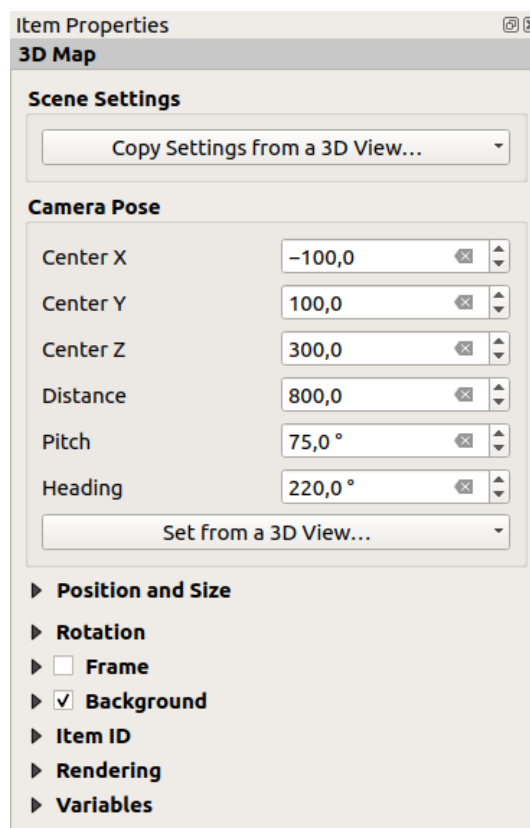 Item Properties
3D Map
Scene Settings
Copy Settings from a 3D View...
Camera Pose
Center X −100,0
Center Y 100,0
Center Z 300,0
Distance 800,0
Pitch 75,0 °
Heading 220,0 °
Set from a 3D View...
Position and Size
Rotation
Frame
Background
Item ID
Rendering
Variables